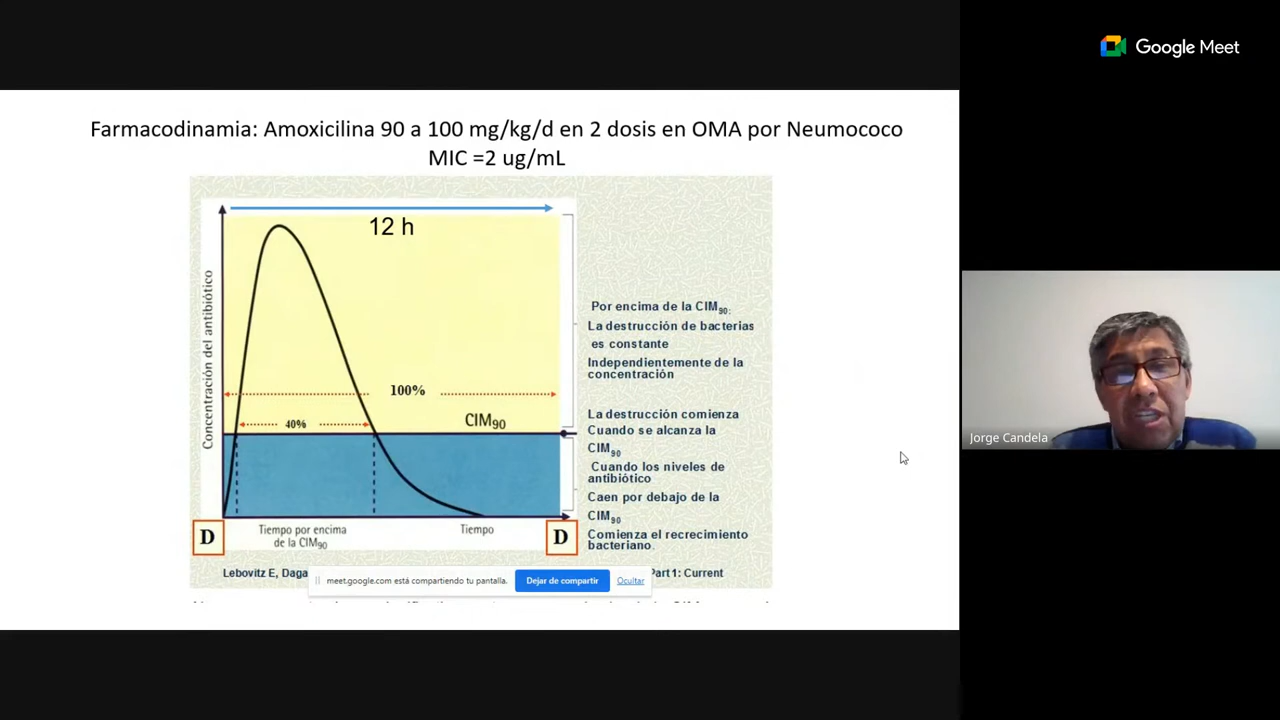 Google Meet
Farmacodinamia: Amoxicilina 90 a 100 mg/kg/d en 2 dosis en OMA por Neumococo
MIC =2 ug/mL
12 h
Concentración del antibiótico
100%
40%
CIM90
D
Tiempo por encima
de la CIM90
Tiempo
D
Por encima de la CIM90:
La destrucción de bacterias
es constante
Independientemente de la
concentración
La destrucción comienza
Cuando se alcanza la
CIM90
Cuando los niveles de
antibiótico
Caen por debajo de la
CIM90
Comienza el recrecimiento
bacteriano.
Lebovitz E, Daga
Part 1: Current
meet.google.com está compartiendo tu pantalla.
Dejar de compartir
Ocultar
Jorge Candela